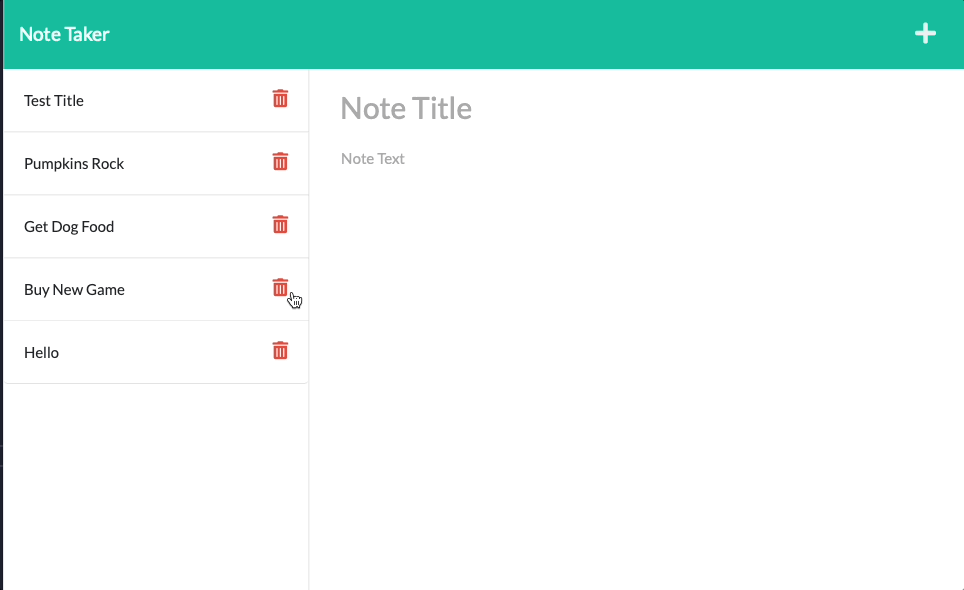 Note Taker
Test Title
Pumpkins Rock
Get Dog Food
Buy New Game
Hello
Note Title
Note Text